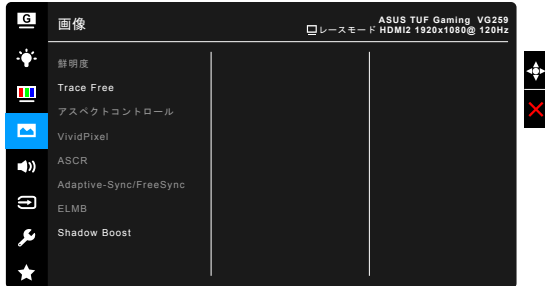 G
画像
ASUS TUF Gaming VG259
レースモード HDMI2 1920x1080@ 120Hz
鮮明度
Trace Free
アスペクトコントロール
VividPixel
ASCR
Adaptive-Sync/FreeSync
ELMB
Shadow Boost